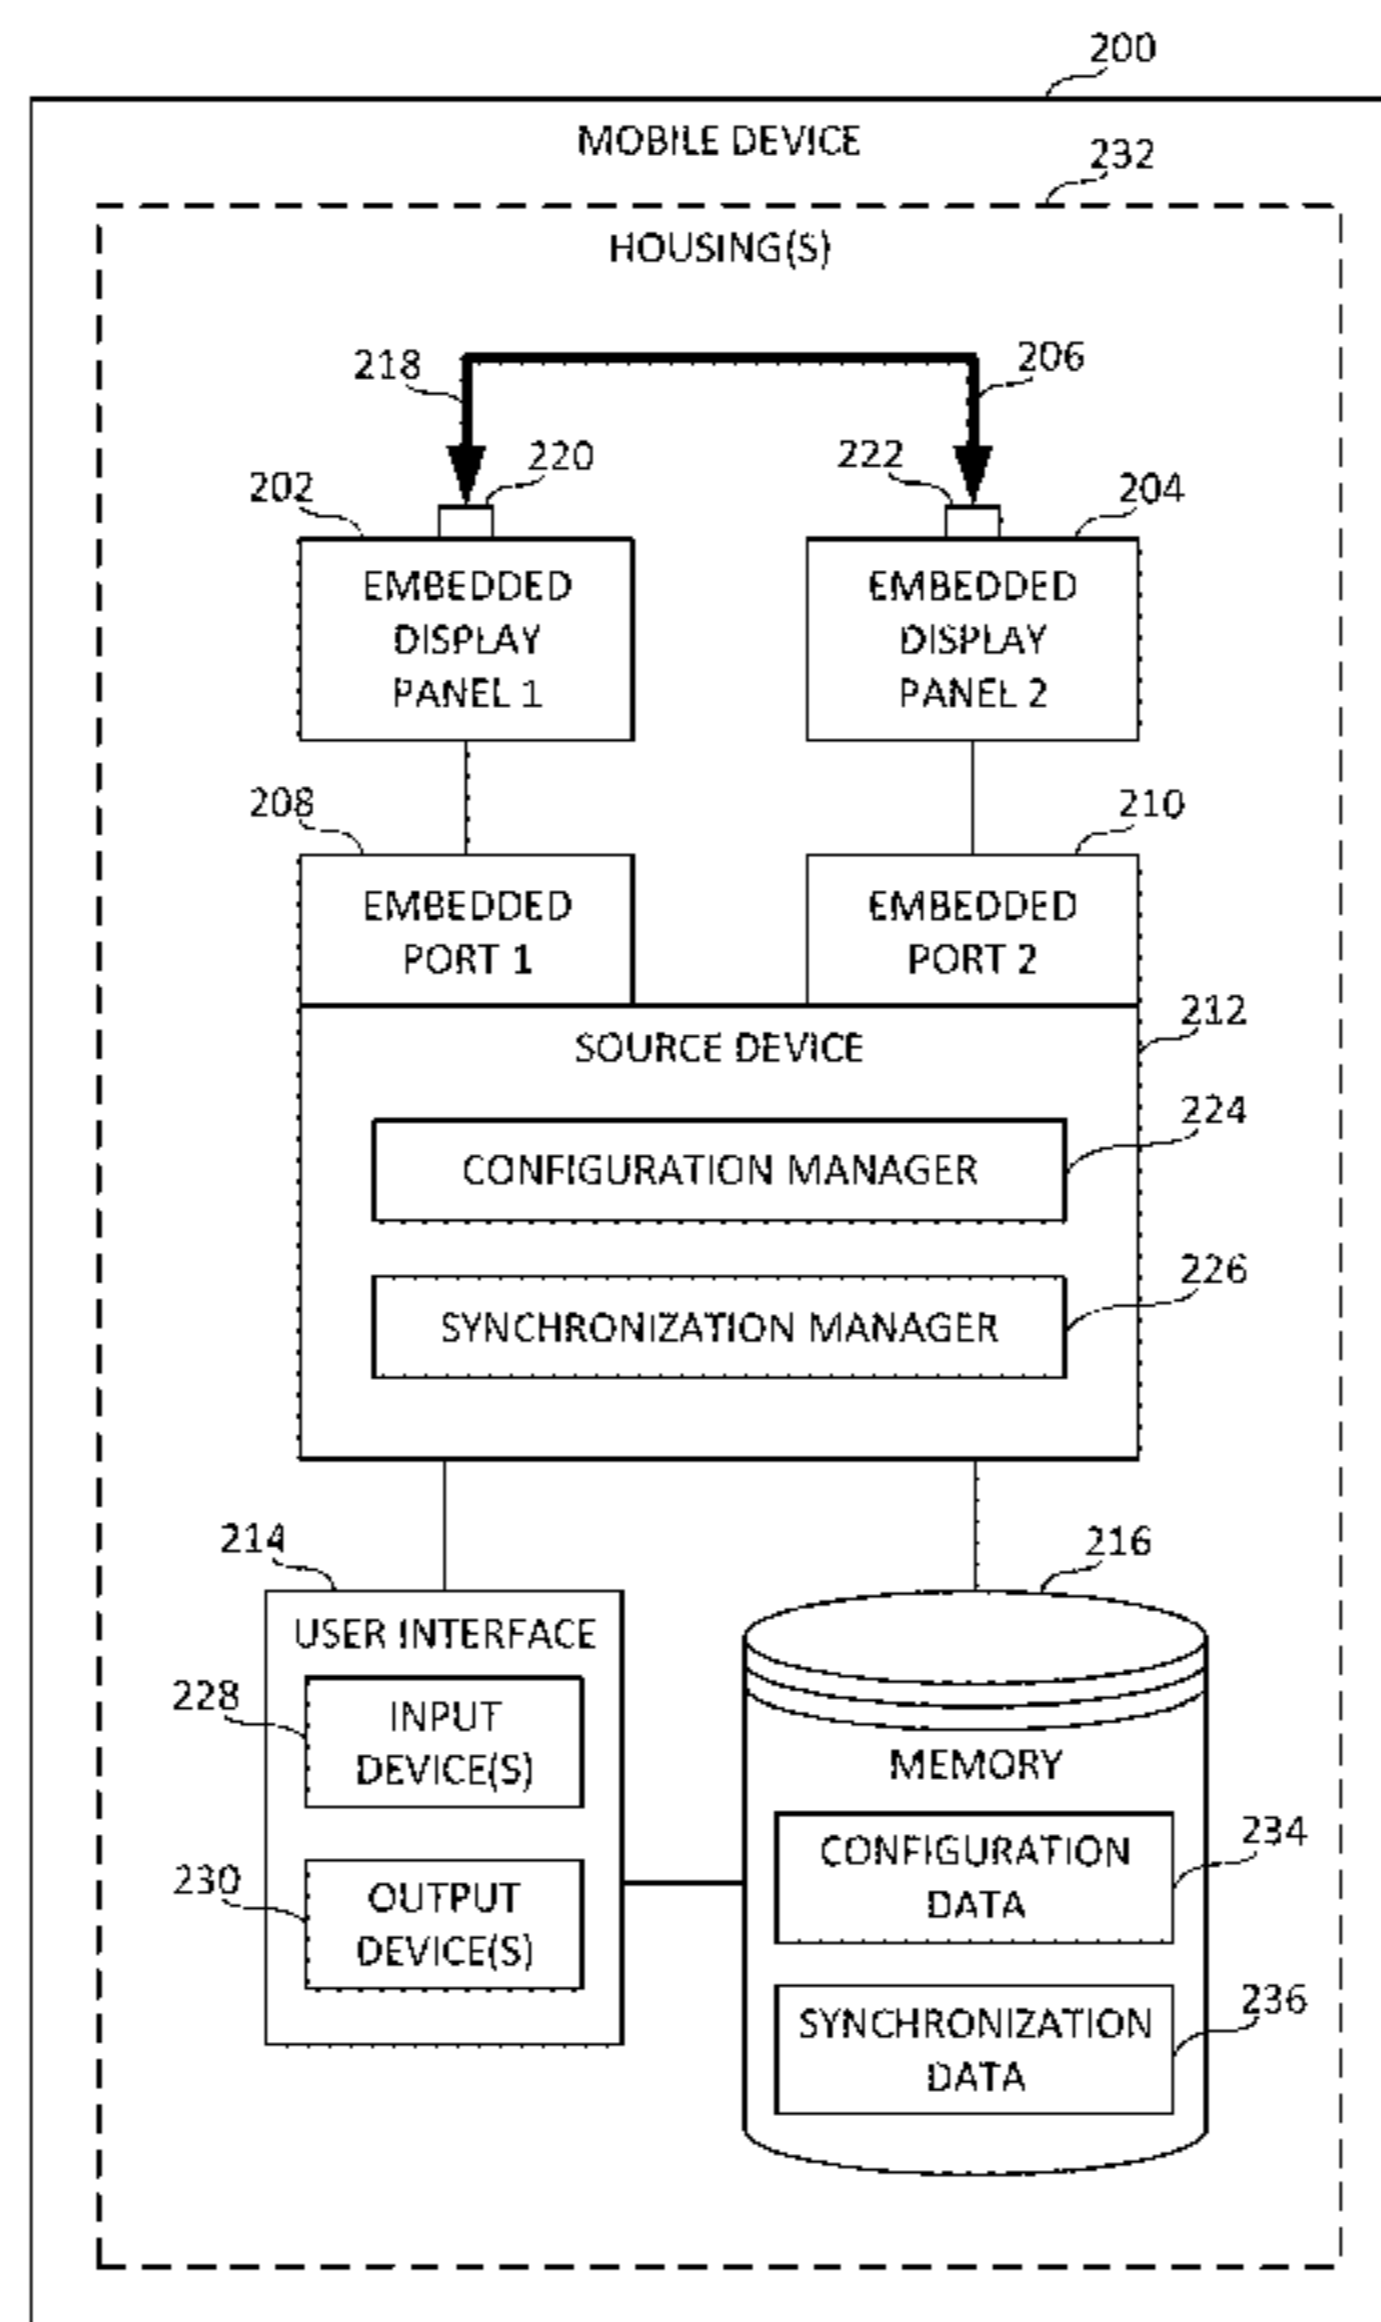 200
MOBILE DEVICE
232
HOUSING(S)
218
206
220
222
202
204
EMBEDDED
DISPLAY
PANEL 1
EMBEDDED
DISPLAY
PANEL 2
208
210
EMBEDDED
PORT 1
EMBEDDED
PORT 2
212
SOURCE DEVICE
224
CONFIGURATION MANAGER
226
SYNCHRONIZATION MANAGER
214
216
USER INTERFACE
228
INPUT
DEVICE(S)
230
OUTPUT
DEVICE(S)
MEMORY
234
CONFIGURATION
DATA
236
SYNCHRONIZATION
DATA